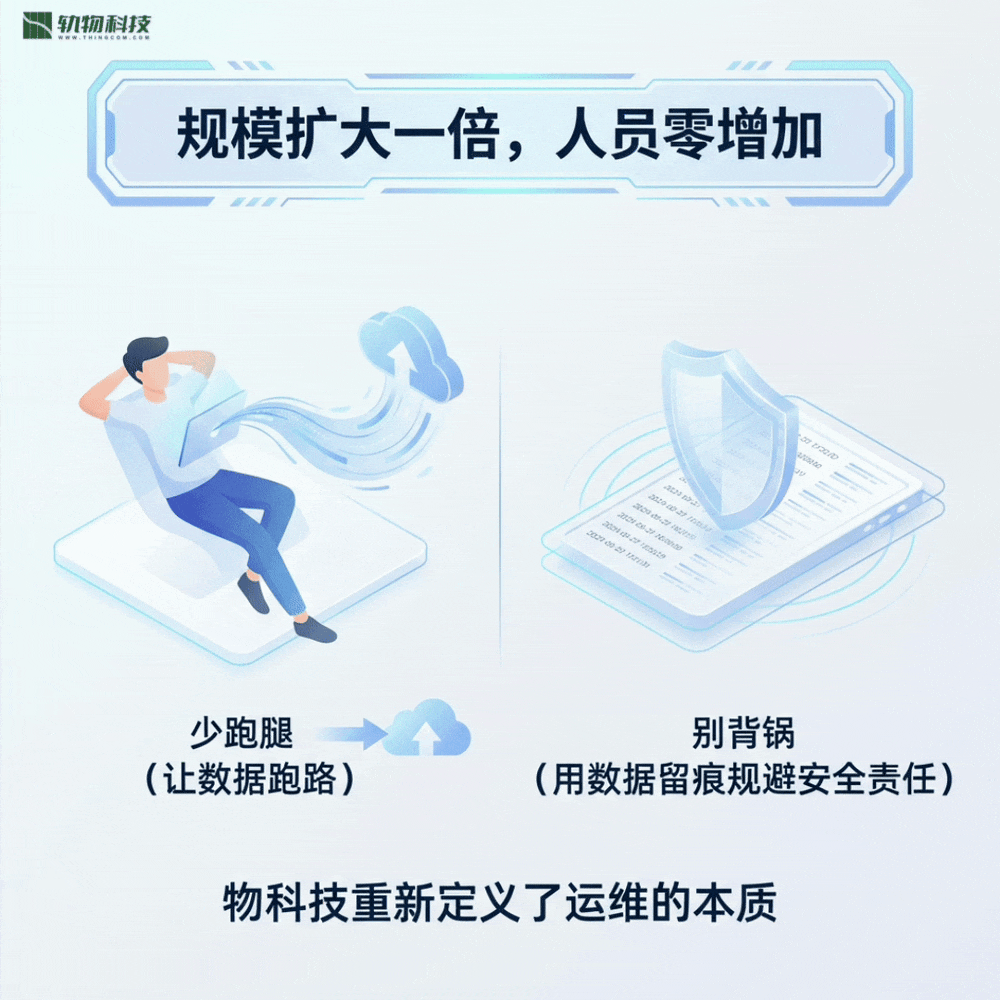 轨物科技
WWW.THINGCOM.COM
规模扩大一倍，人员零增加
少跑腿
（让数据跑路）
别背锅
（用数据留痕规避安全责任）
物科技重新定义了运维的本质